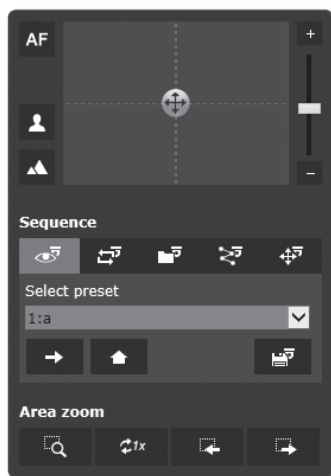 AF
+
-
Sequence
Select preset
1:a
Area zoom
1x